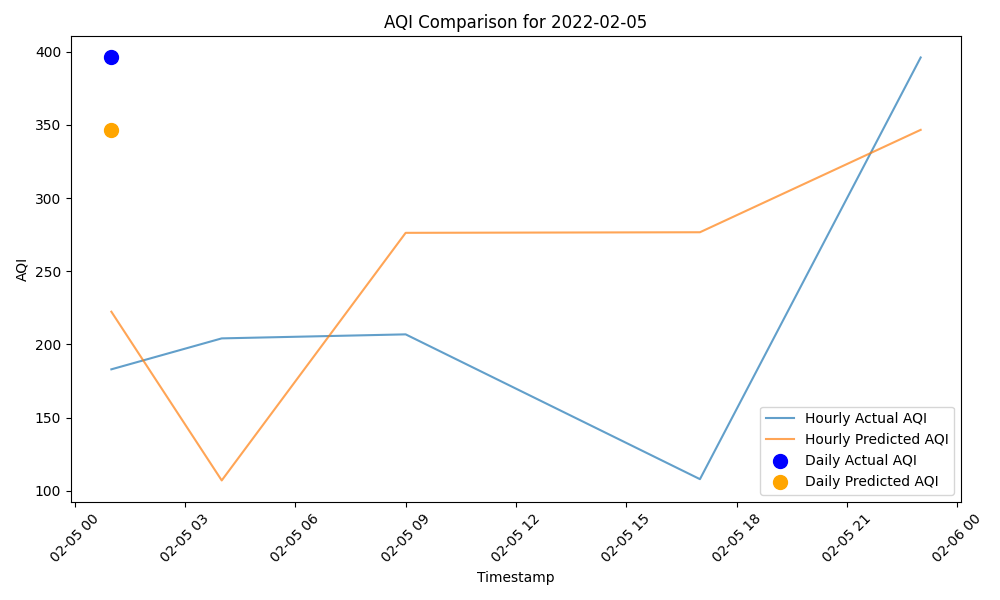 AQI Comparison for 2022-02-05
AQI
400
350
300
250
200
150
100
Hourly Actual AQI
Hourly Predicted AQI
Daily Actual AQI
Daily Predicted AQI
02-05 00
02-05 03
02-05 06
02-05 09
02-05 12
02-05 15
02-05 18
02-05 21
02-06 00
Timestamp